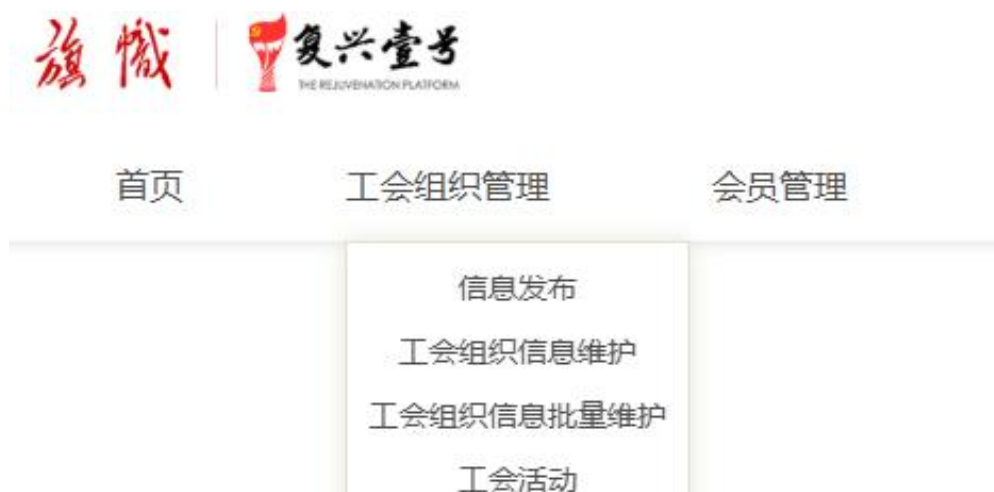 旗帜 复兴壹号
THE REJUVENATION PLATFORM
首页 工会组织管理 会员管理
信息发布
工会组织信息维护
工会组织信息批量维护
工会活动